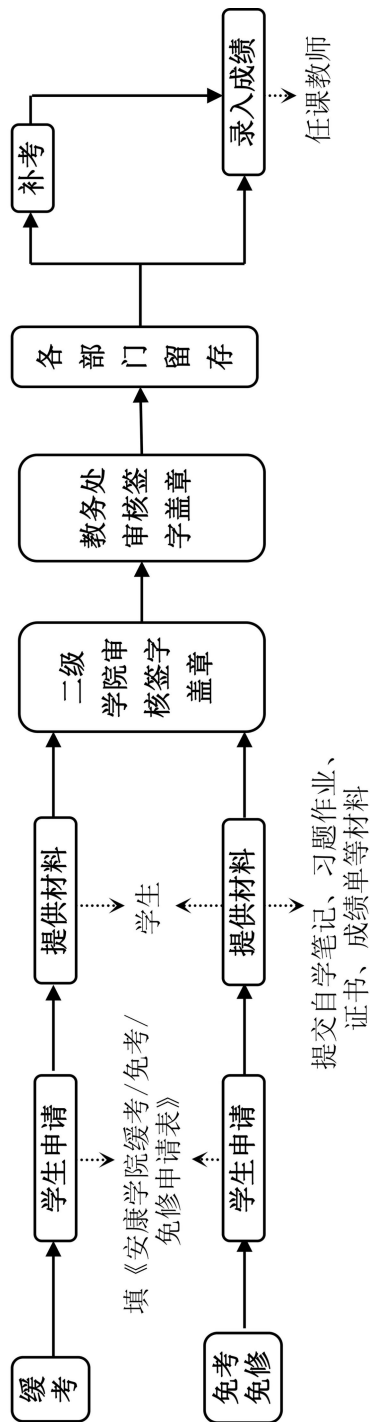 缓
考
学生申请
提供材料
填《安康学院缓考/免考/
免修申请表》
学生
免考
免修
学生申请
提供材料
提交自学笔记、习题作业、
证书、成绩单等材料
二级
学院审
核签字
盖章
教务处
审核签
字盖章
各
部
门
留
存
补考
录入成绩
任课教师